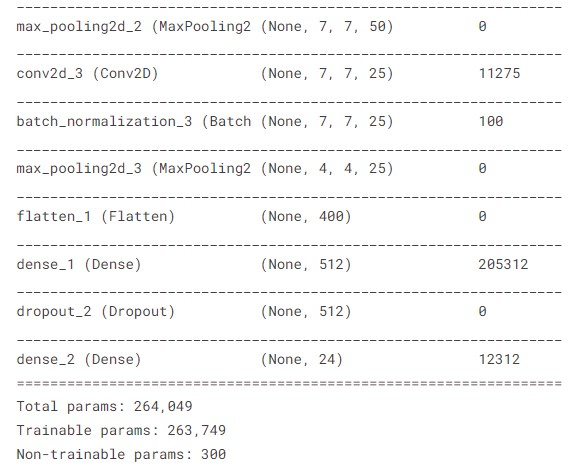 _________________________________________________________________
max_pooling2d_2 (MaxPooling2 (None, 7, 7, 50) 0
_________________________________________________________________
conv2d_3 (Conv2D) (None, 7, 7, 25) 11275
_________________________________________________________________
batch_normalization_3 (Batch (None, 7, 7, 25) 100
_________________________________________________________________
max_pooling2d_3 (MaxPooling2 (None, 4, 4, 25) 0
_________________________________________________________________
flatten_1 (Flatten) (None, 400) 0
_________________________________________________________________
dense_1 (Dense) (None, 512) 205312
_________________________________________________________________
dropout_2 (Dropout) (None, 512) 0
_________________________________________________________________
dense_2 (Dense) (None, 24) 12312
=================================================================
Total params: 264,049
Trainable params: 263,749
Non-trainable params: 300